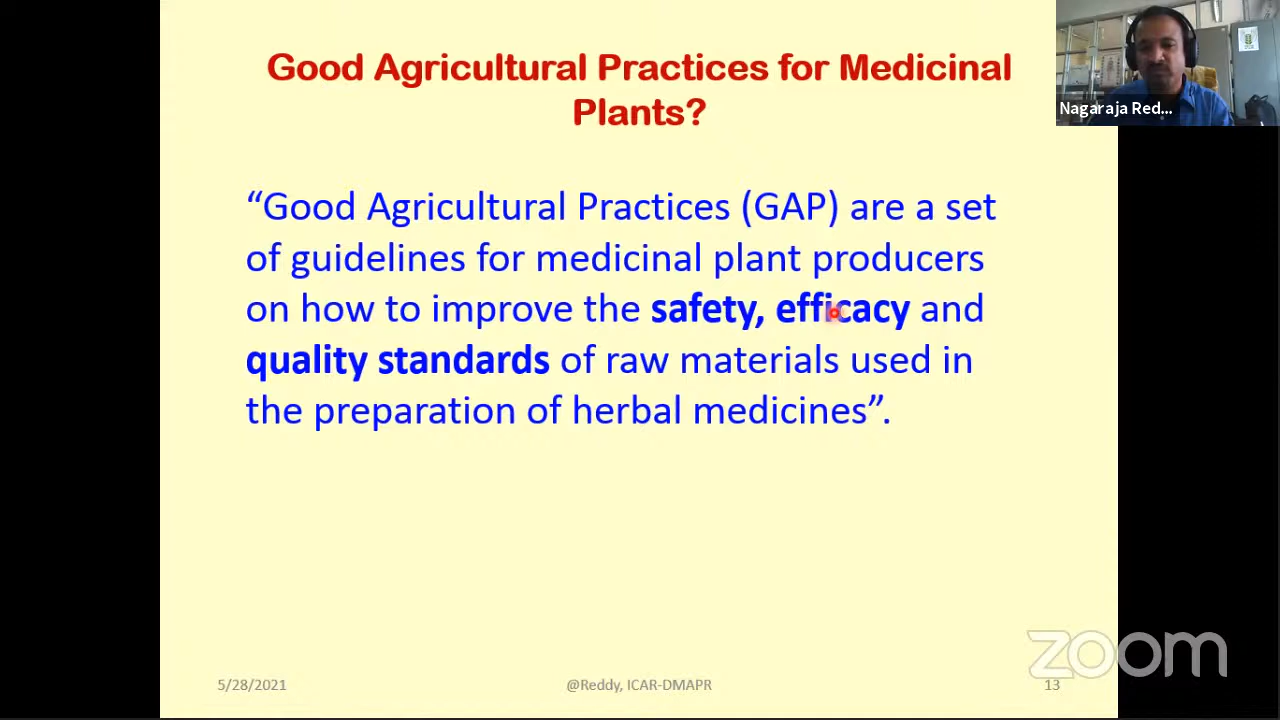 Good Agricultural Practices for Medicinal
Plants?
Nagaraja Red...
“Good Agricultural Practices (GAP) are a set
of guidelines for medicinal plant producers
on how to improve the safety, efficacy and
quality standards of raw materials used in
the preparation of herbal medicines”.
zoom
5/28/2021
@Reddy, ICAR-DMAPR
13